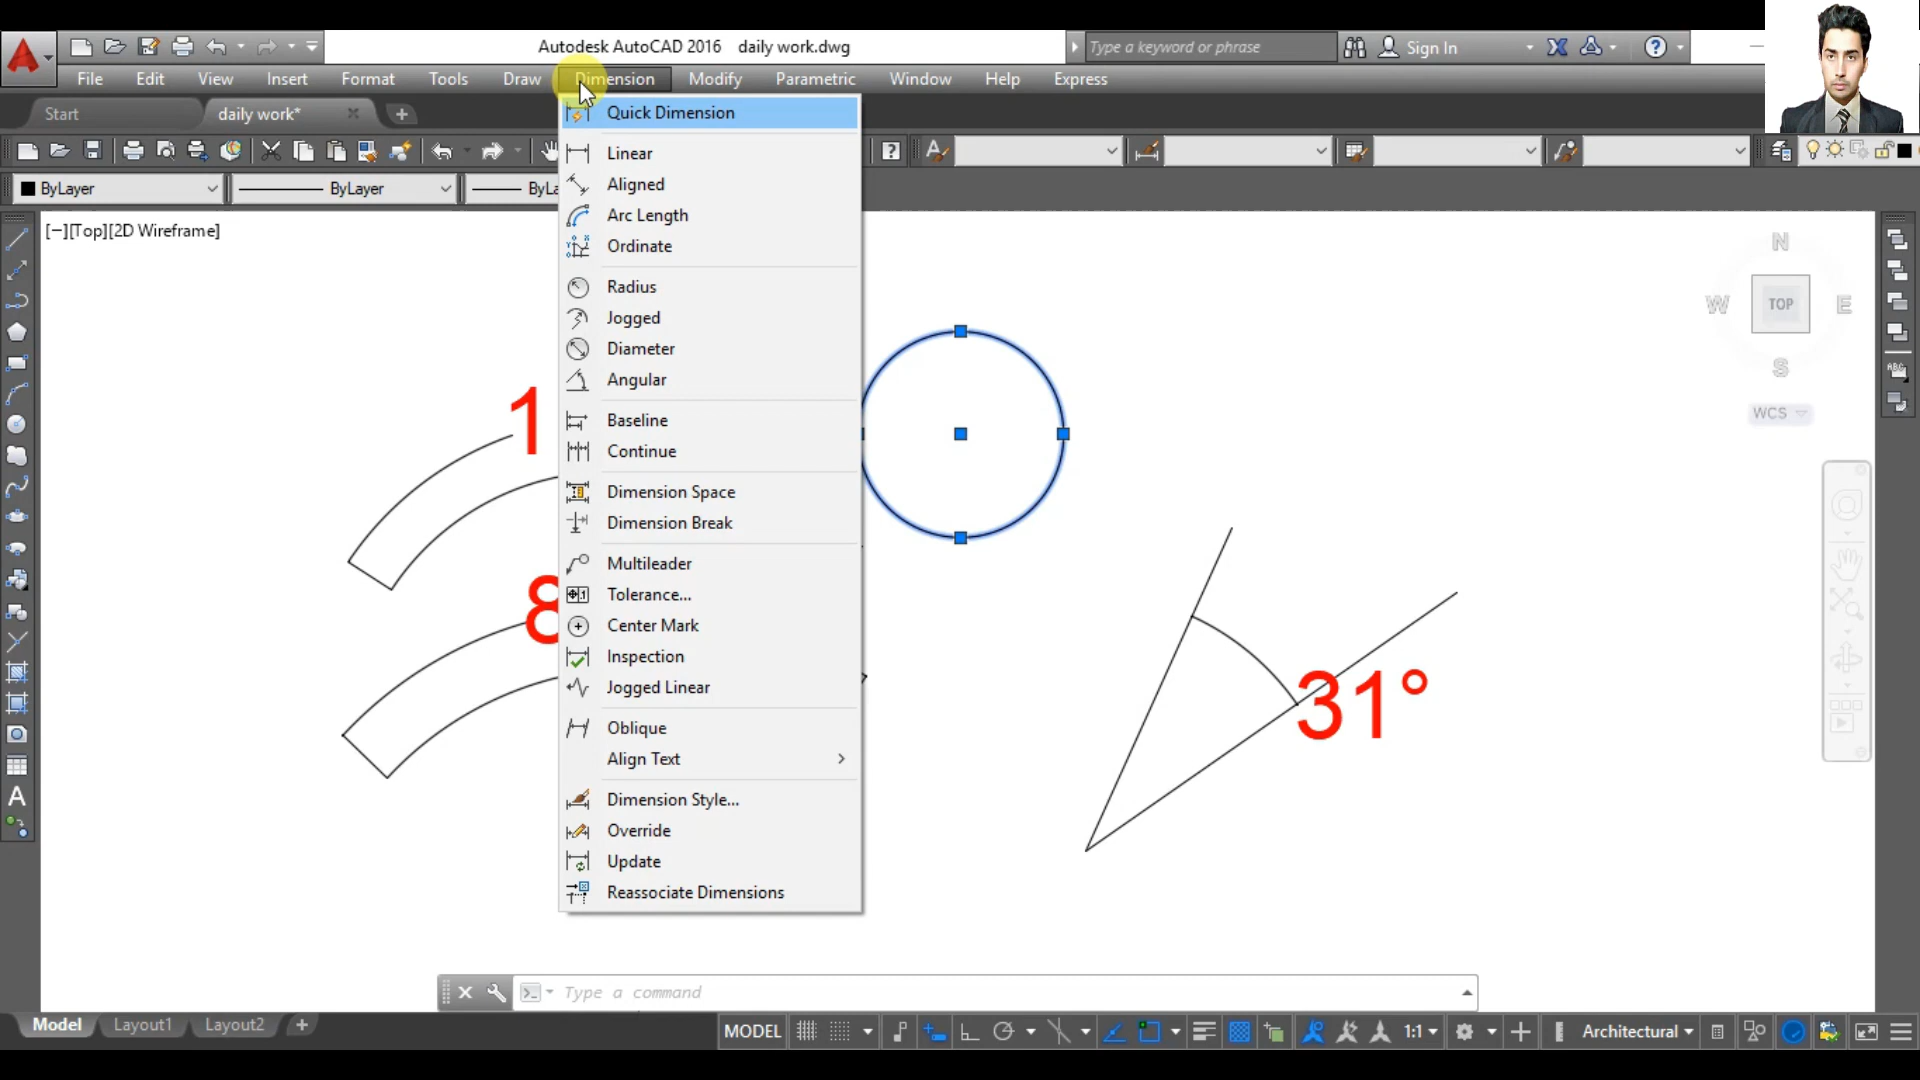 Autodesk AutoCAD 2016 daily work.dwg
Type a keyword or phrase
Sign In
File Edit View Insert Format Tools Draw Dimension Modify Parametric Window Help Express
Start
daily work*
ByLayer
ByLayer
[−][Top][2D Wireframe]
Quick Dimension
Linear
Aligned
Arc Length
Ordinate
Radius
Jogged
Diameter
Angular
Baseline
Continue
Dimension Space
Dimension Break
Multileader
Tolerance...
Center Mark
Inspection
Jogged Linear
Oblique
Align Text
Dimension Style...
Override
Update
Reassociate Dimensions
1
8
31°
N
W TOP E
S
WCS
Type a command
Model Layout1 Layout2
MODEL
1:1
Architectural